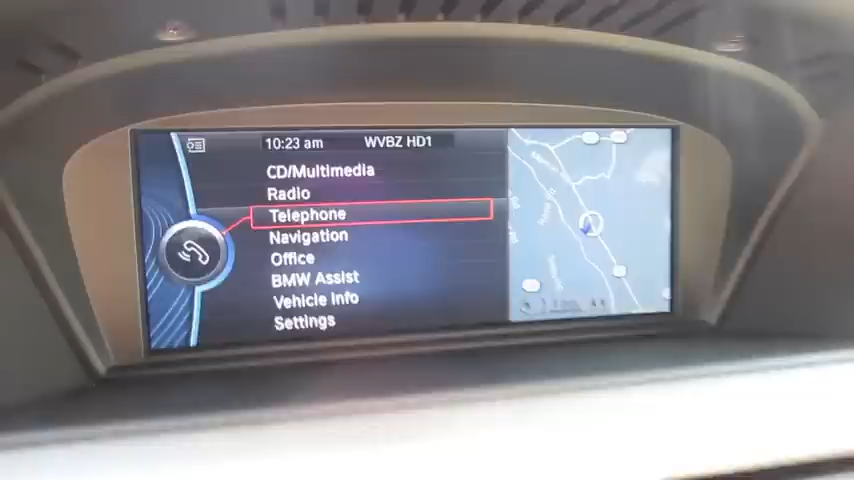 10:23 am WVBZ HD1
CD/Multimedia
Radio
Telephone
Navigation
Office
BMW Assist
Vehicle Info
Settings